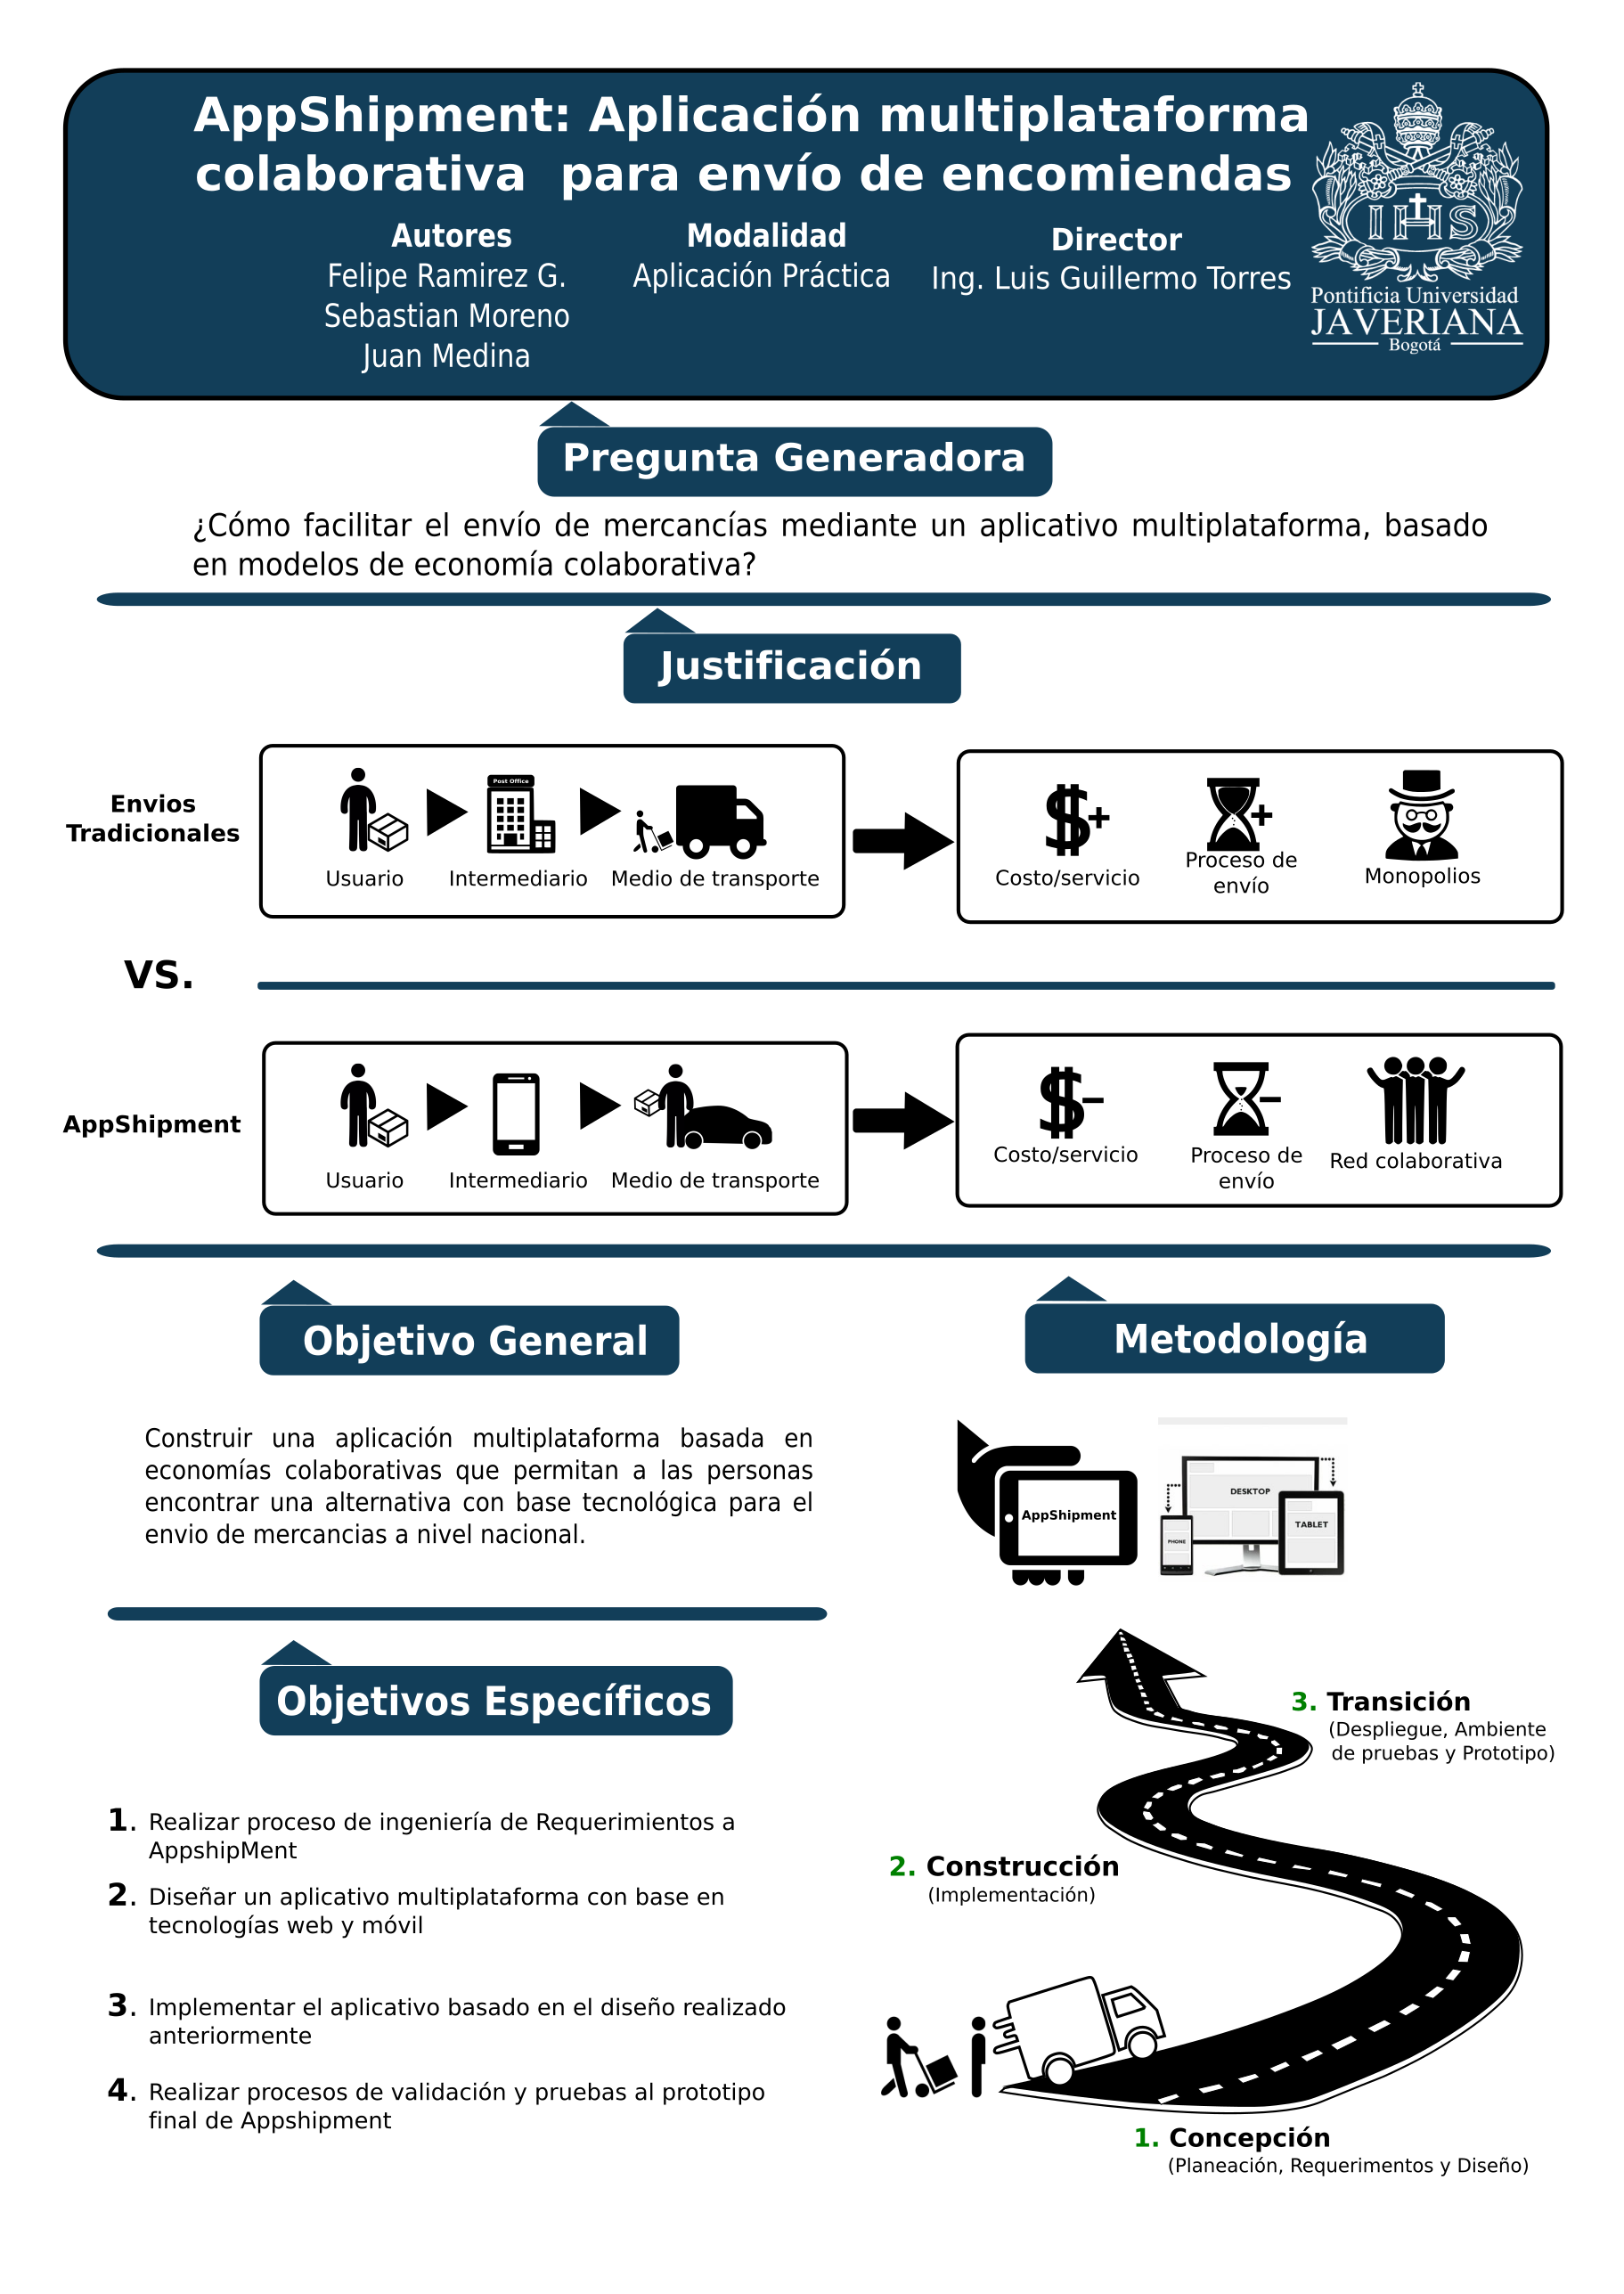 AppShipment: Aplicación multiplataforma
colaborativa para envío de encomiendas
Autores
Felipe Ramirez G.
Sebastian Moreno
Juan Medina
Modalidad
Aplicación Práctica
Director
Ing. Luis Guillermo Torres
IHS
Pontificia Universidad
JAVERIANA
Bogotá
Pregunta Generadora
¿Cómo facilitar el envío de mercancías mediante un aplicativo multiplataforma, basado
en modelos de economía colaborativa?
Justificación
Envios
Tradicionales
Post Office
Usuario
Intermediario
Medio de transporte
Costo/servicio
Proceso de
envío
Monopolios
VS.
AppShipment
Usuario
Intermediario
Medio de transporte
Costo/servicio
Proceso de
envío
Red colaborativa
Objetivo General
Construir una aplicación multiplataforma basada en
economías colaborativas que permitan a las personas
encontrar una alternativa con base tecnológica para el
envio de mercancias a nivel nacional.
Objetivos Específicos
1. Realizar proceso de ingeniería de Requerimientos a
AppshipMent
2. Diseñar un aplicativo multiplataforma con base en
tecnologías web y móvil
3. Implementar el aplicativo basado en el diseño realizado
anteriormente
4. Realizar procesos de validación y pruebas al prototipo
final de Appshipment
Metodología
AppShipment
DESKTOP
TABLET
PHONE
3. Transición
(Despliegue, Ambiente
de pruebas y Prototipo)
2. Construcción
(Implementación)
1. Concepción
(Planeación, Requerimentos y Diseño)